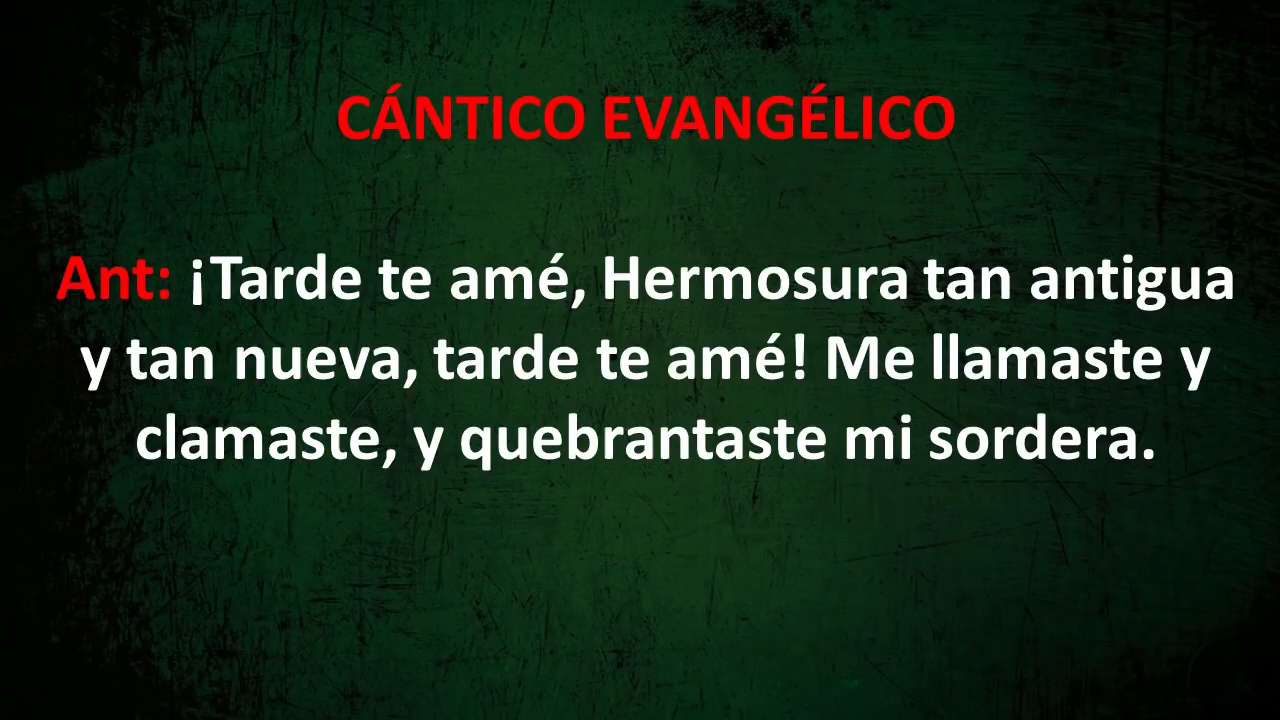 CÁNTICO EVANGÉLICO
Ant: ¡Tarde te amé, Hermosura tan antigua
y tan nueva, tarde te amé! Me llamaste y
clamaste, y quebrantaste mi sordera.